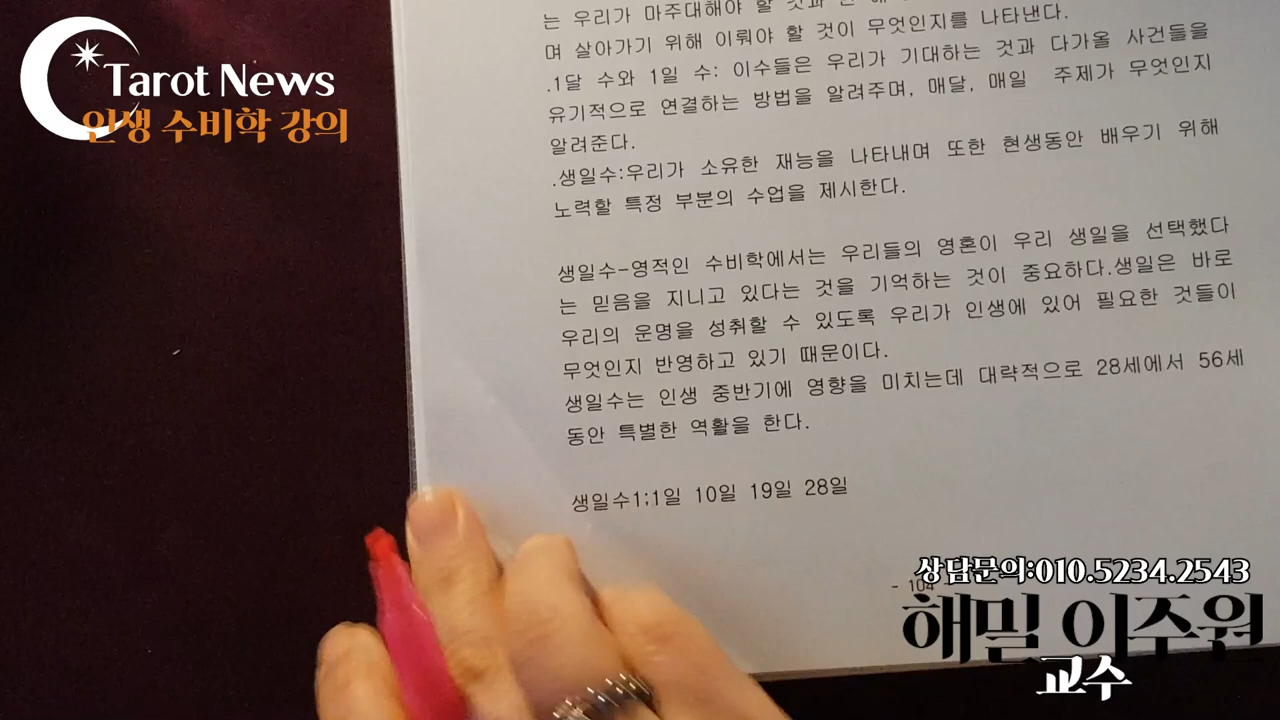 Tarot News
인생 수비학 강의
는 우리가 마주대해야 할 것과
며 살아가기 위해 이뤄야 할 것이 무엇인지를 나타낸다.
.1달 수와 1일 수: 이수들은 우리가 기대하는 것과 다가올 사건들을
유기적으로 연결하는 방법을 알려주며, 매달, 매일 주제가 무엇인지
알려준다.
.생일수:우리가 소유한 재능을 나타내며 또한 현생동안 배우기 위해
노력할 특정 부분의 수업을 제시한다.
생일수-영적인 수비학에서는 우리들의 영혼이 우리 생일을 선택했다
는 믿음을 지니고 있다는 것을 기억하는 것이 중요하다.생일은 바로
우리의 운명을 성취할 수 있도록 우리가 인생에 있어 필요한 것들이
무엇인지 반영하고 있기 때문이다.
생일수는 인생 중반기에 영향을 미치는데 대략적으로 28세에서 56세
동안 특별한 역활을 한다.
생일수1;1일 10일 19일 28일
- 104 -
상담문의:010.5234.2543
해밀 이주원
교수